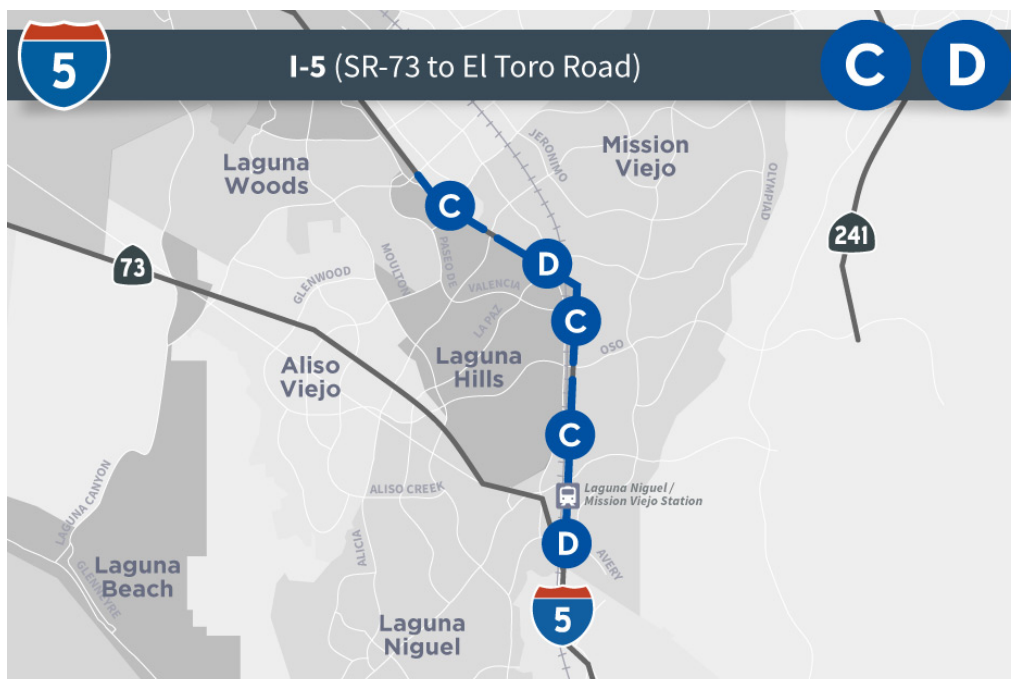 5
I-5 (SR-73 to El Toro Road)
C
D
JERONIMO
Mission
Viejo
Laguna
Woods
OLYMPIAD
C
241
73
MOULTON
PASEO DE
VALENCIA
D
GLENWOOD
LA PAZ
C
OSO
Laguna
Hills
Aliso
Viejo
C
ALISO CREEK
Laguna Niguel /
Mission Viejo Station
LAGUNA CANYON
ALICIA
D
AVERY
GLENNEYRE
Laguna
Beach
5
Laguna
Niguel